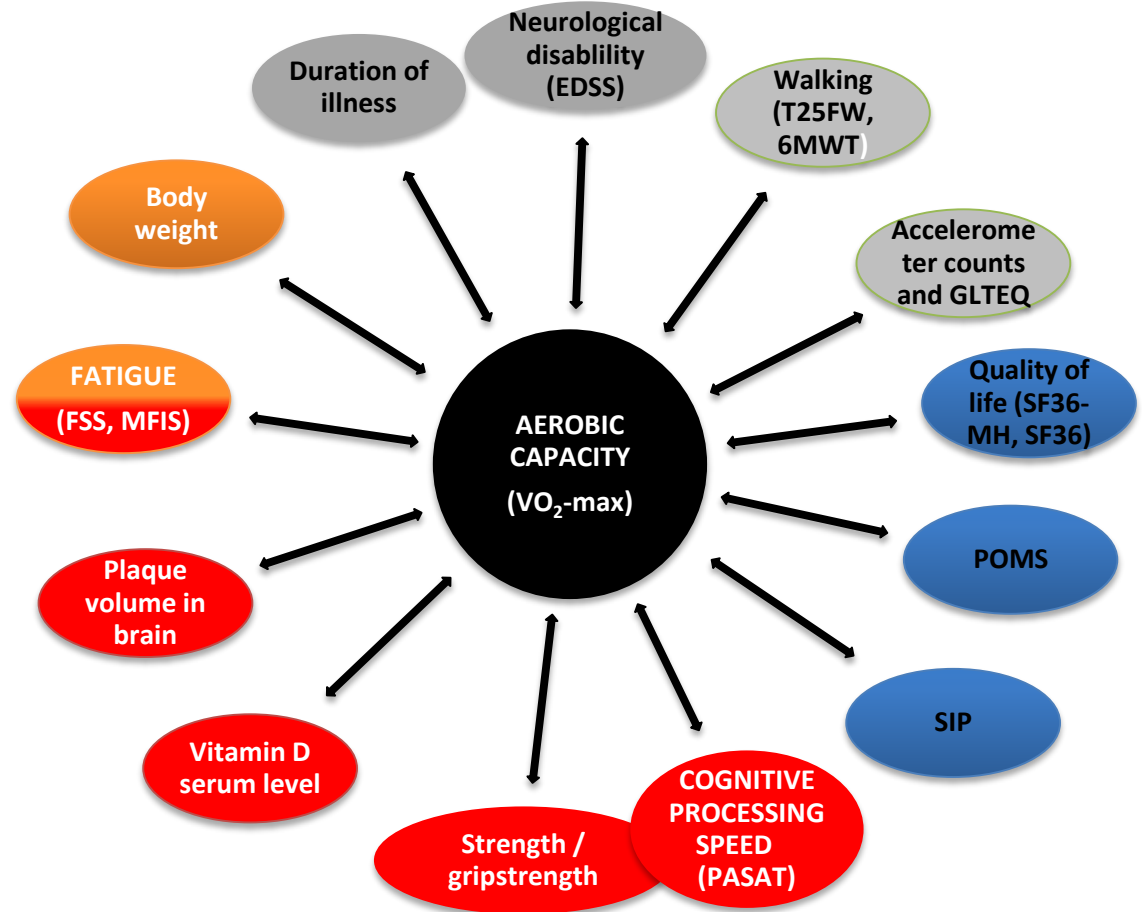 Neurological
disablility
(EDSS)
Duration of
illness
Walking
(T25FW,
6MWT)
Body
weight
Accelerome
ter counts
and GLTEQ
FATIGUE
(FSS, MFIS)
Quality of
life (SF36-
MH, SF36)
AEROBIC
CAPACITY
(VO₂-max)
POMS
Plaque
volume in
brain
SIP
Vitamin D
serum level
Strength /
gripstrength
COGNITIVE
PROCESSING
SPEED
(PASAT)